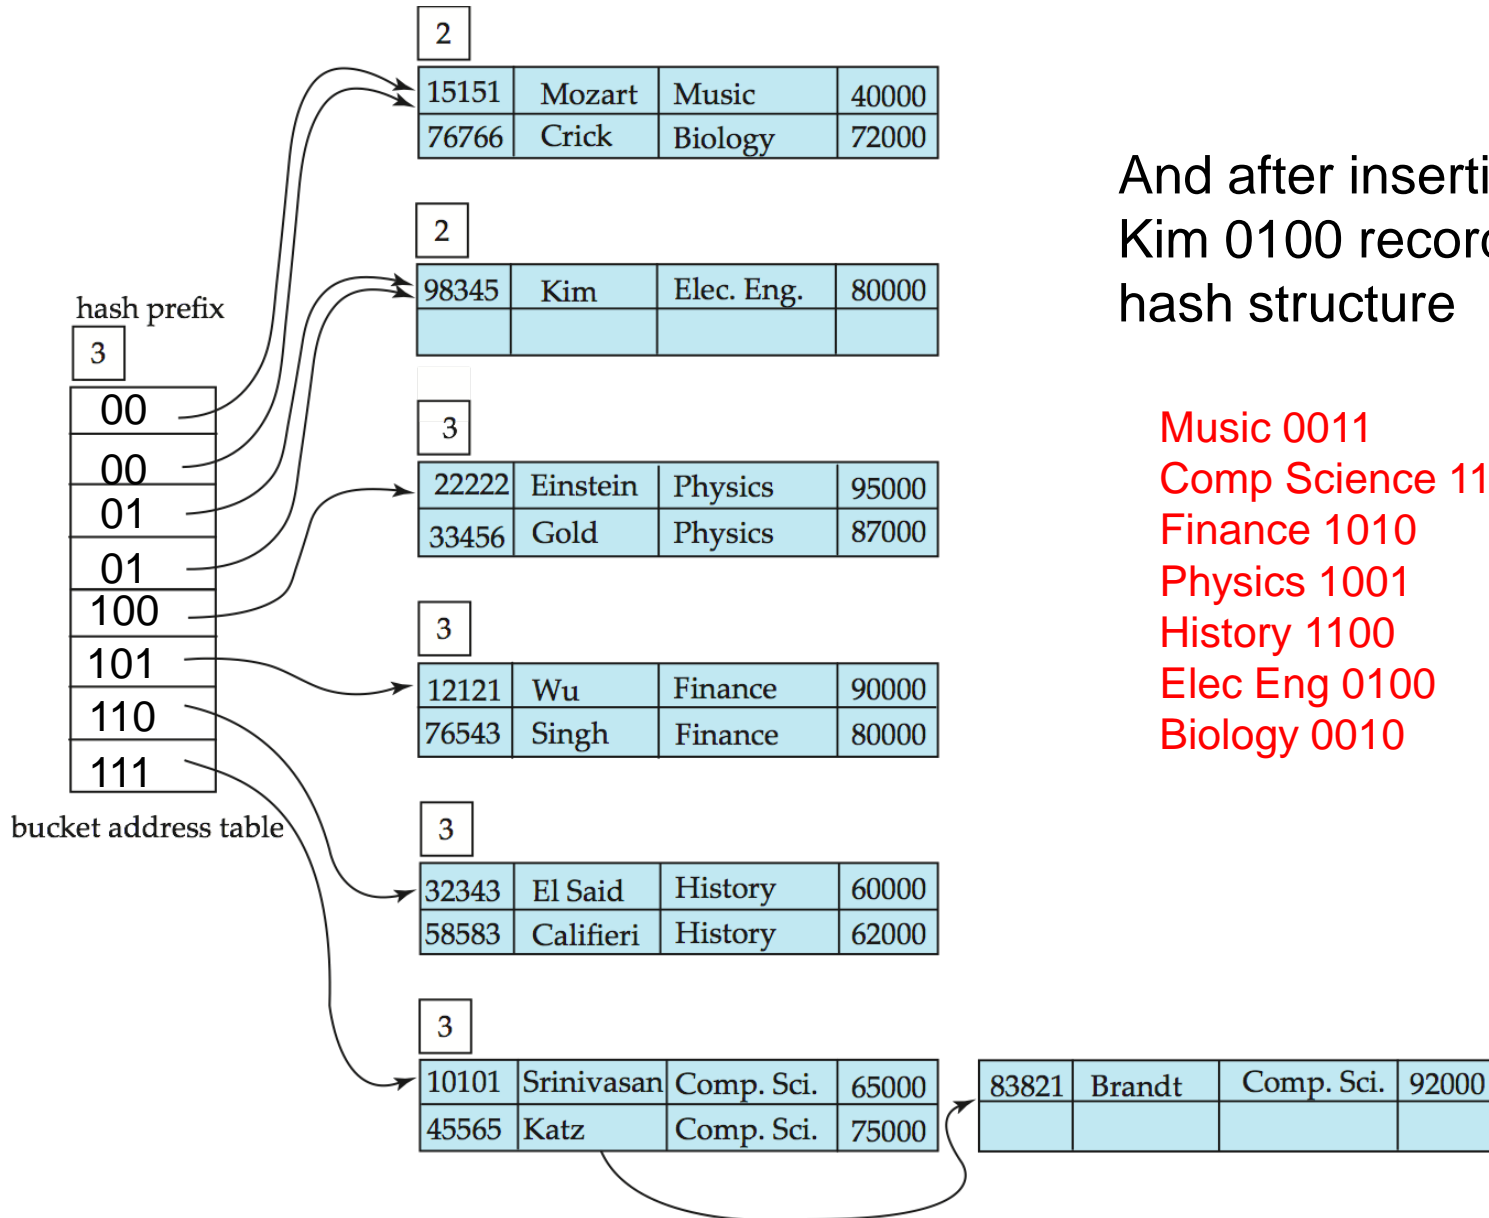 2
15151 Mozart Music 40000
76766 Crick Biology 72000
2
98345 Kim Elec. Eng. 80000
hash prefix
3
00
00
01
01
100
101
110
111
bucket address table
3
22222 Einstein Physics 95000
33456 Gold Physics 87000
3
12121 Wu Finance 90000
76543 Singh Finance 80000
3
32343 El Said History 60000
58583 Califieri History 62000
3
10101 Srinivasan Comp. Sci. 65000
45565 Katz Comp. Sci. 75000
83821 Brandt Comp. Sci. 92000
And after
Kim 0100
hash structure
Music 0011
Comp Science 11
Finance 1010
Physics 1001
History 1100
Elec Eng 0100
Biology 0010